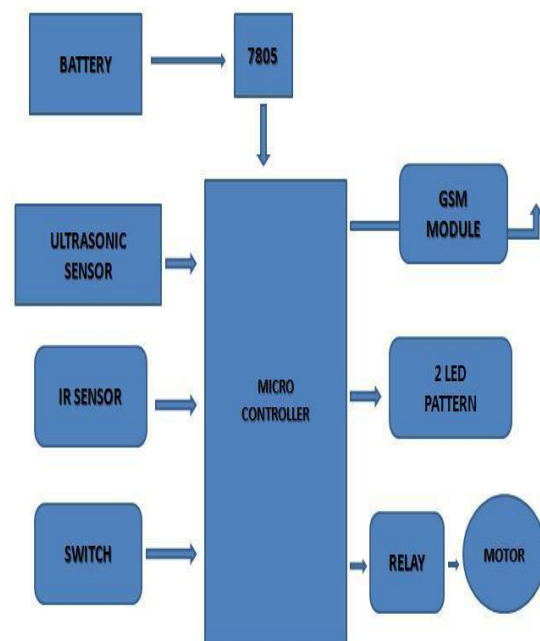 BATTERY
7805
GSM
MODULE
ULTRASONIC
SENSOR
IR SENSOR
MICRO
CONTROLLER
2 LED
PATTERN
SWITCH
RELAY
MOTOR